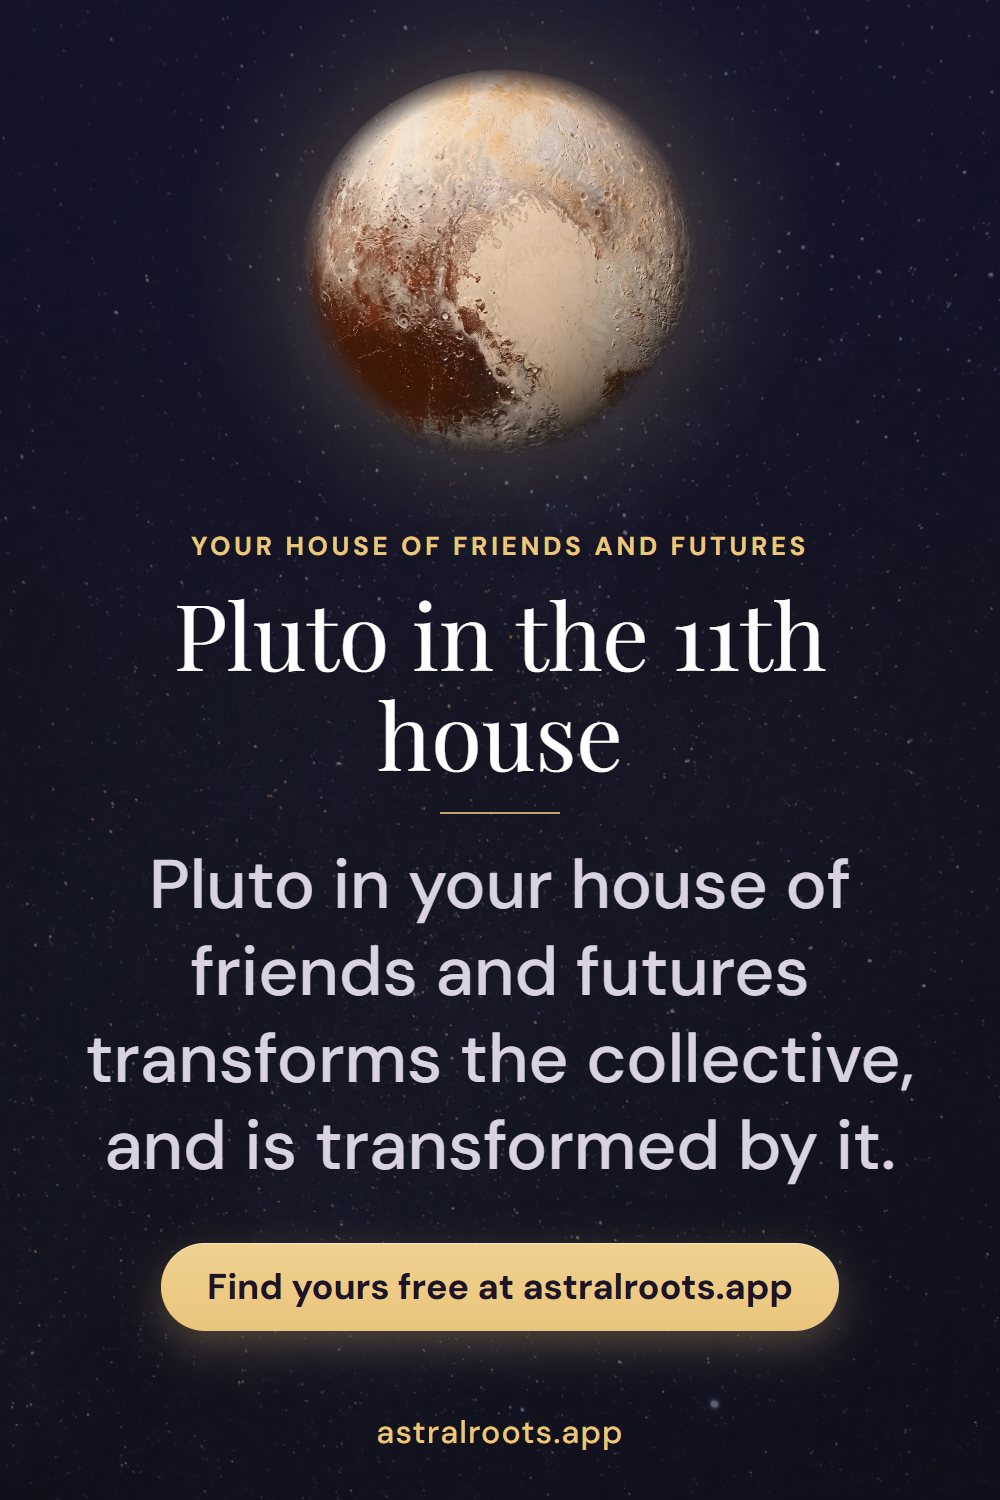 YOUR HOUSE OF FRIENDS AND FUTURES
Pluto in the 11th
house
Pluto in your house of
friends and futures
transforms the collective,
and is transformed by it.
Find yours free at astralroots.app
astralroots.app